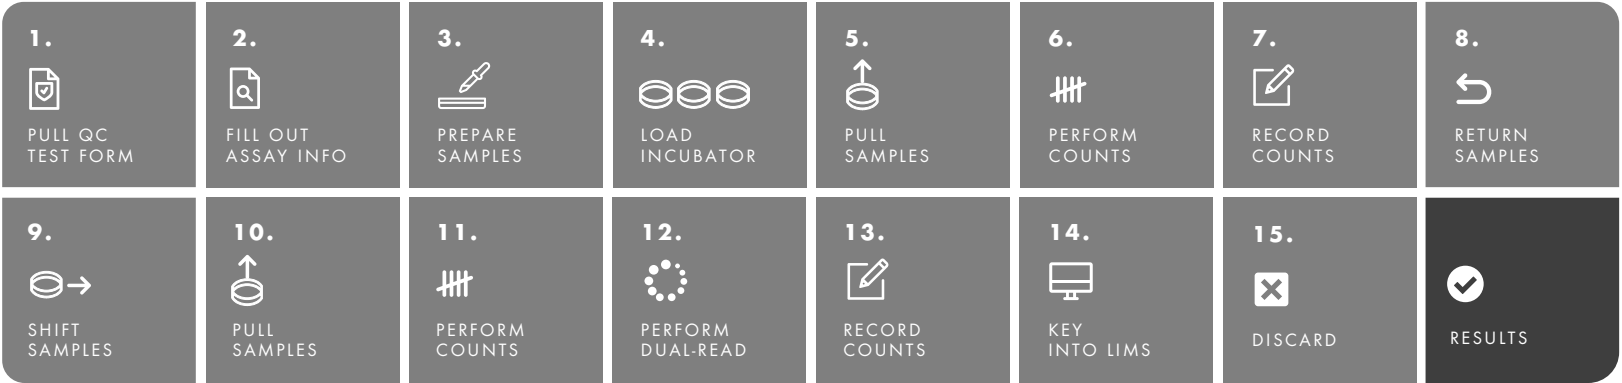 1.
PULL QC
TEST FORM
2.
FILL OUT
ASSAY INFO
3.
PREPARE
SAMPLES
4.
LOAD
INCUBATOR
5.
PULL
SAMPLES
6.
PERFORM
COUNTS
7.
RECORD
COUNTS
8.
RETURN
SAMPLES
9.
SHIFT
SAMPLES
10.
PULL
SAMPLES
11.
PERFORM
COUNTS
12.
PERFORM
DUAL-READ
13.
RECORD
COUNTS
14.
KEY
INTO LIMS
15.
DISCARD
RESULTS